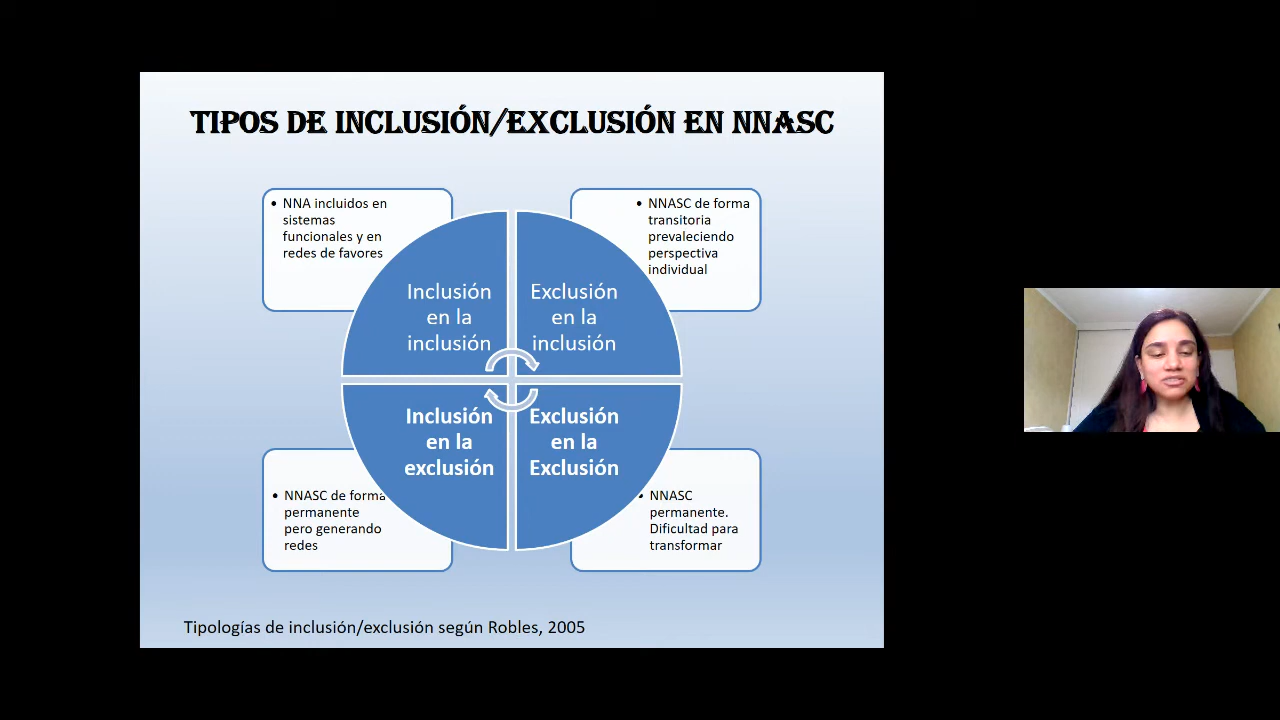 TIPOS DE INCLUSIÓN/EXCLUSIÓN EN NNASC
• NNA incluidos en
sistemas
funcionales y en
redes de favores
• NNASC de forma
transitoria
prevaleciendo
perspectiva
individual
Inclusión
en la
inclusión
Exclusión
en la
inclusión
Inclusión
en la
exclusión
Exclusión
en la
Exclusión
• NNASC de forma
permanente
pero generando
redes
• NNASC
permanente.
Dificultad para
transformar
Tipologías de inclusión/exclusión según Robles, 2005